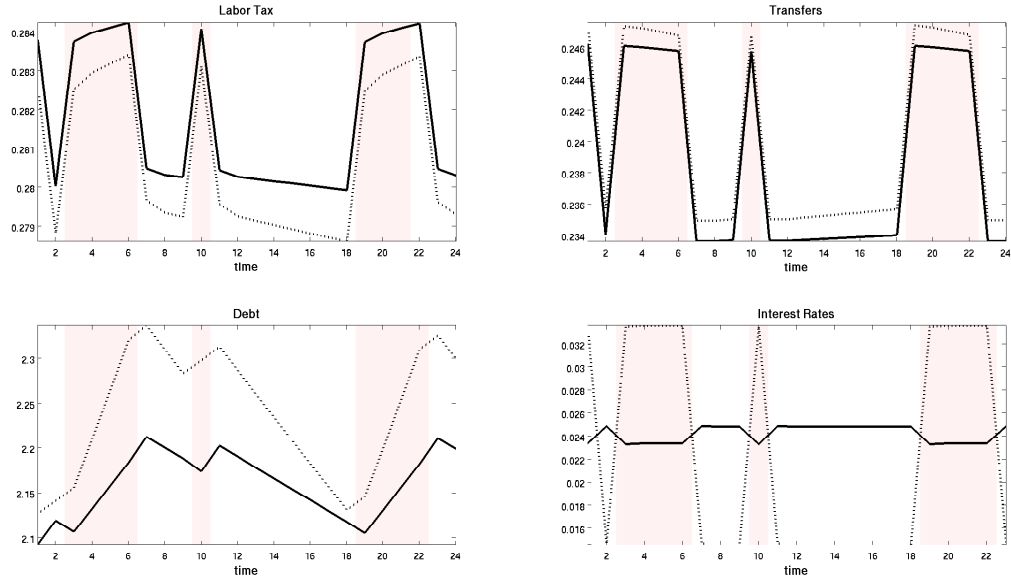 Labor Tax
0.284
0.283
0.282
0.281
0.28
0.279
2 4 6 8 10 12 14 16 18 20 22 24
time
Transfers
0.246
0.244
0.242
0.24
0.238
0.236
0.234
2 4 6 8 10 12 14 16 18 20 22 24
time
Debt
2.3
2.25
2.2
2.15
2.1
2 4 6 8 10 12 14 16 18 20 22 24
time
Interest Rates
0.032
0.03
0.028
0.026
0.024
0.022
0.02
0.018
0.016
2 4 6 8 10 12 14 16 18 20 22
time